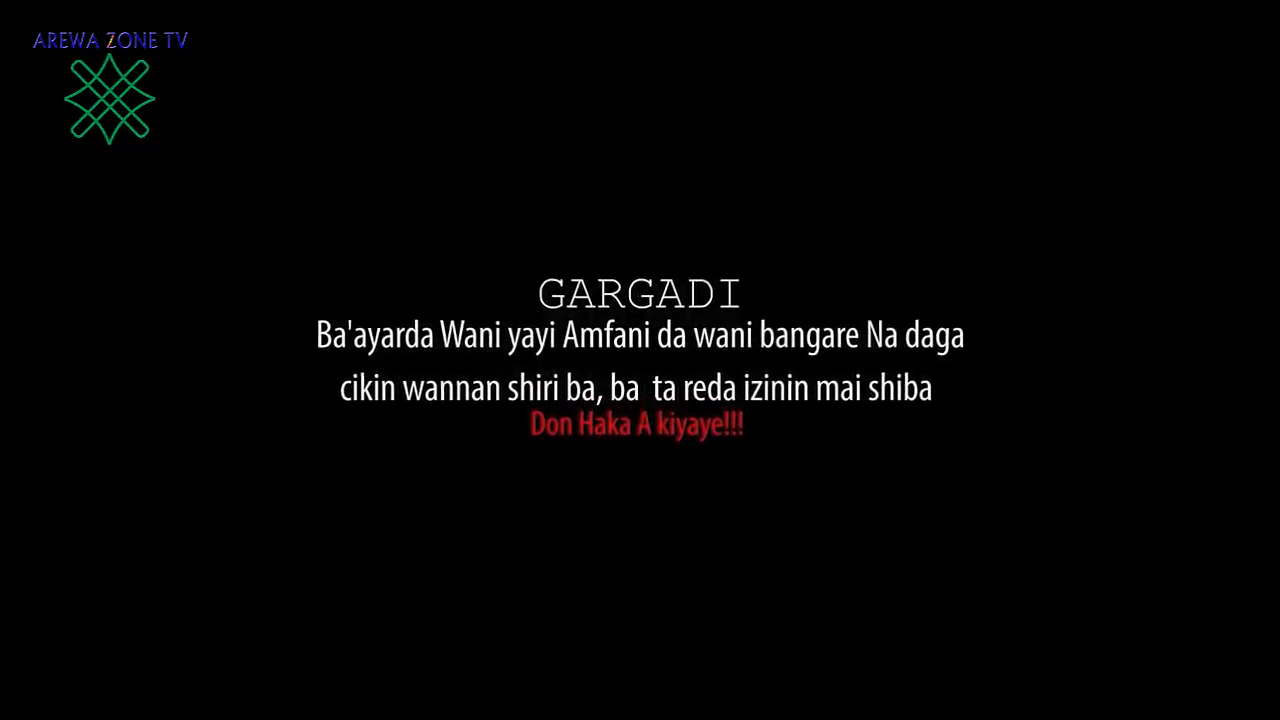 AREWA ZONE TV
GARGADI
Ba'ayarda Wani yayi Amfani da wani bangare Na daga
cikin wannan shiri ba, ba ta reda izinin mai shiba
Don Haka A kiyaye!!!